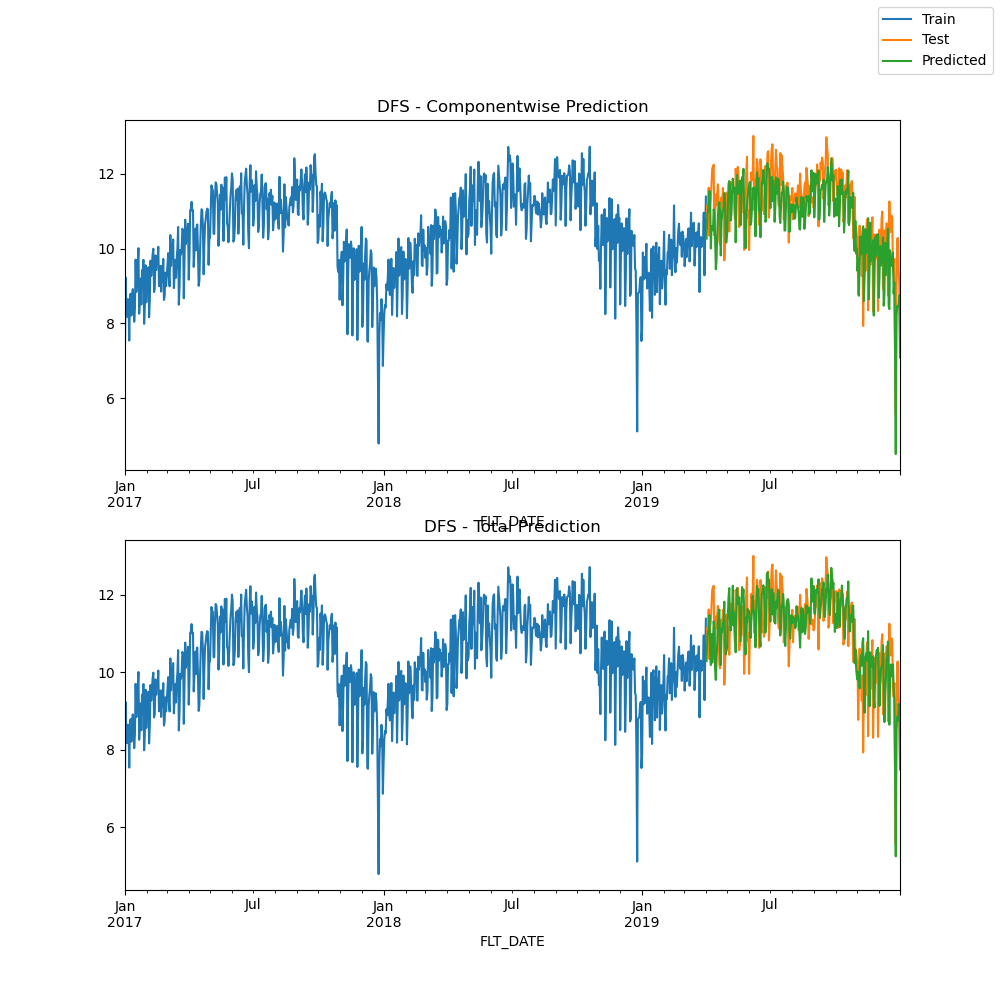 Train
Test
Predicted
DFS - Componentwise Prediction
12
10
8
6
Jan Jul Jan Jul Jan Jul
2017 2018 2019
FLT_DATE
DFS - Total Prediction
12
10
8
6
Jan Jul Jan Jul Jan Jul
2017 2018 2019
FLT_DATE